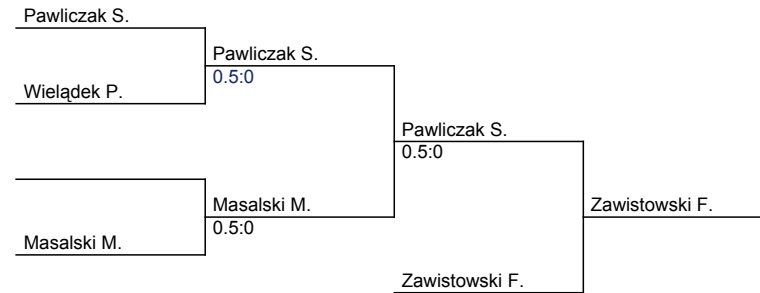 Pawliczak S.
Pawliczak S.
0.5:0
Wielądek P.
Pawliczak S.
0.5:0
Masalski M.
0.5:0
Zawistowski F.
Masalski M.
Zawistowski F.